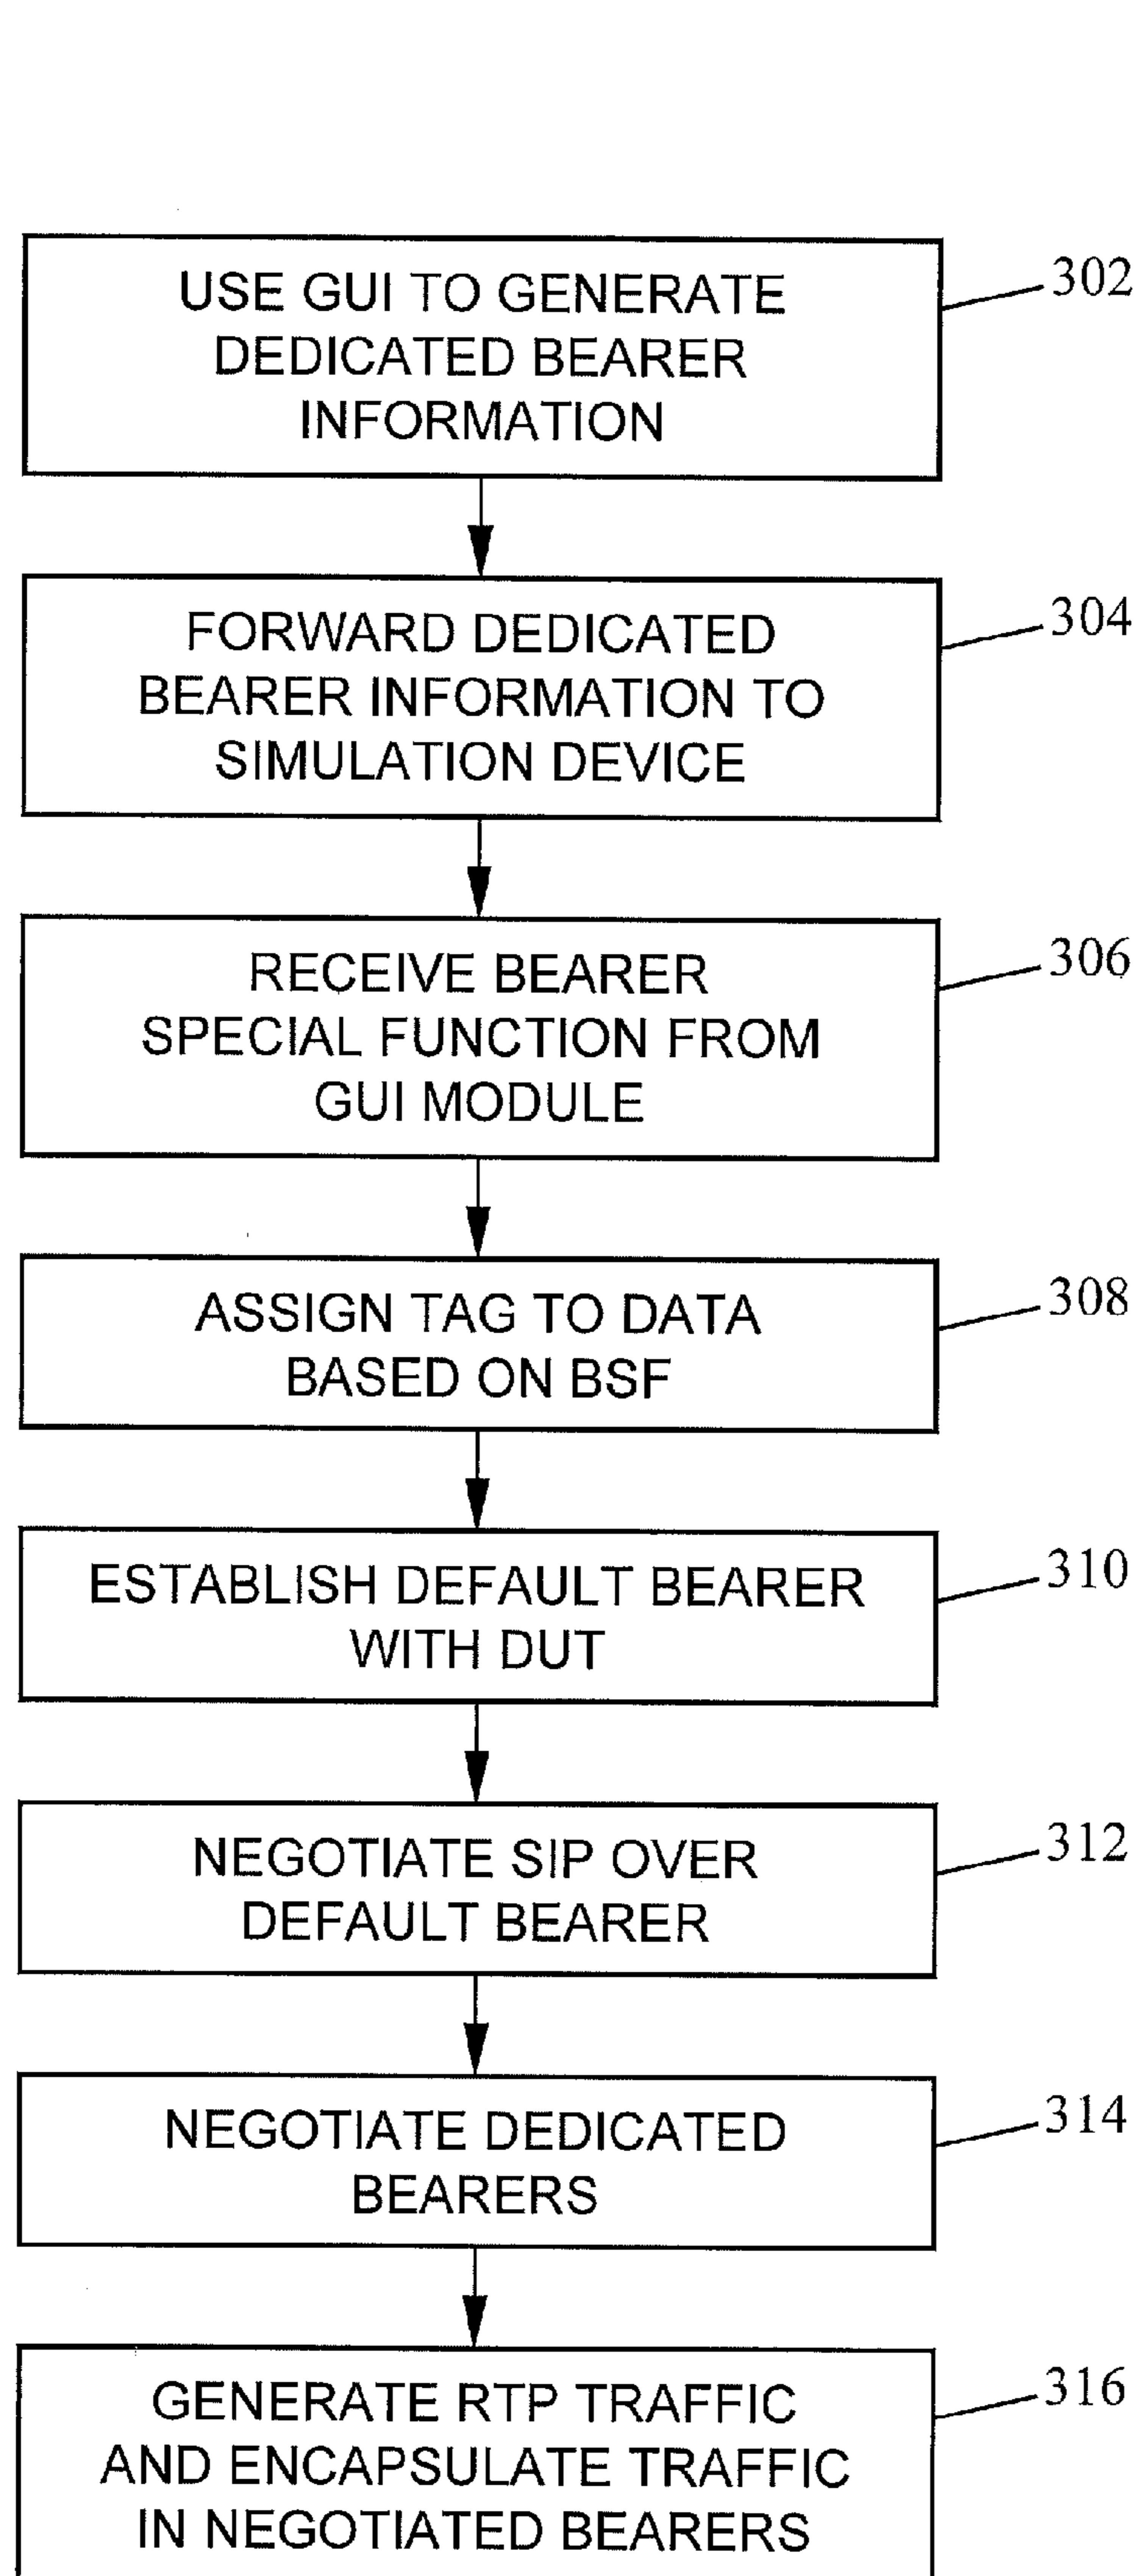 USE GUI TO GENERATE
DEDICATED BEARER
INFORMATION
302
FORWARD DEDICATED
BEARER INFORMATION TO
SIMULATION DEVICE
304
RECEIVE BEARER
SPECIAL FUNCTION FROM
GUI MODULE
306
ASSIGN TAG TO DATA
BASED ON BSF
308
ESTABLISH DEFAULT BEARER
WITH DUT
310
NEGOTIATE SIP OVER
DEFAULT BEARER
312
NEGOTIATE DEDICATED
BEARERS
314
GENERATE RTP TRAFFIC
AND ENCAPSULATE TRAFFIC
IN NEGOTIATED BEARERS
316